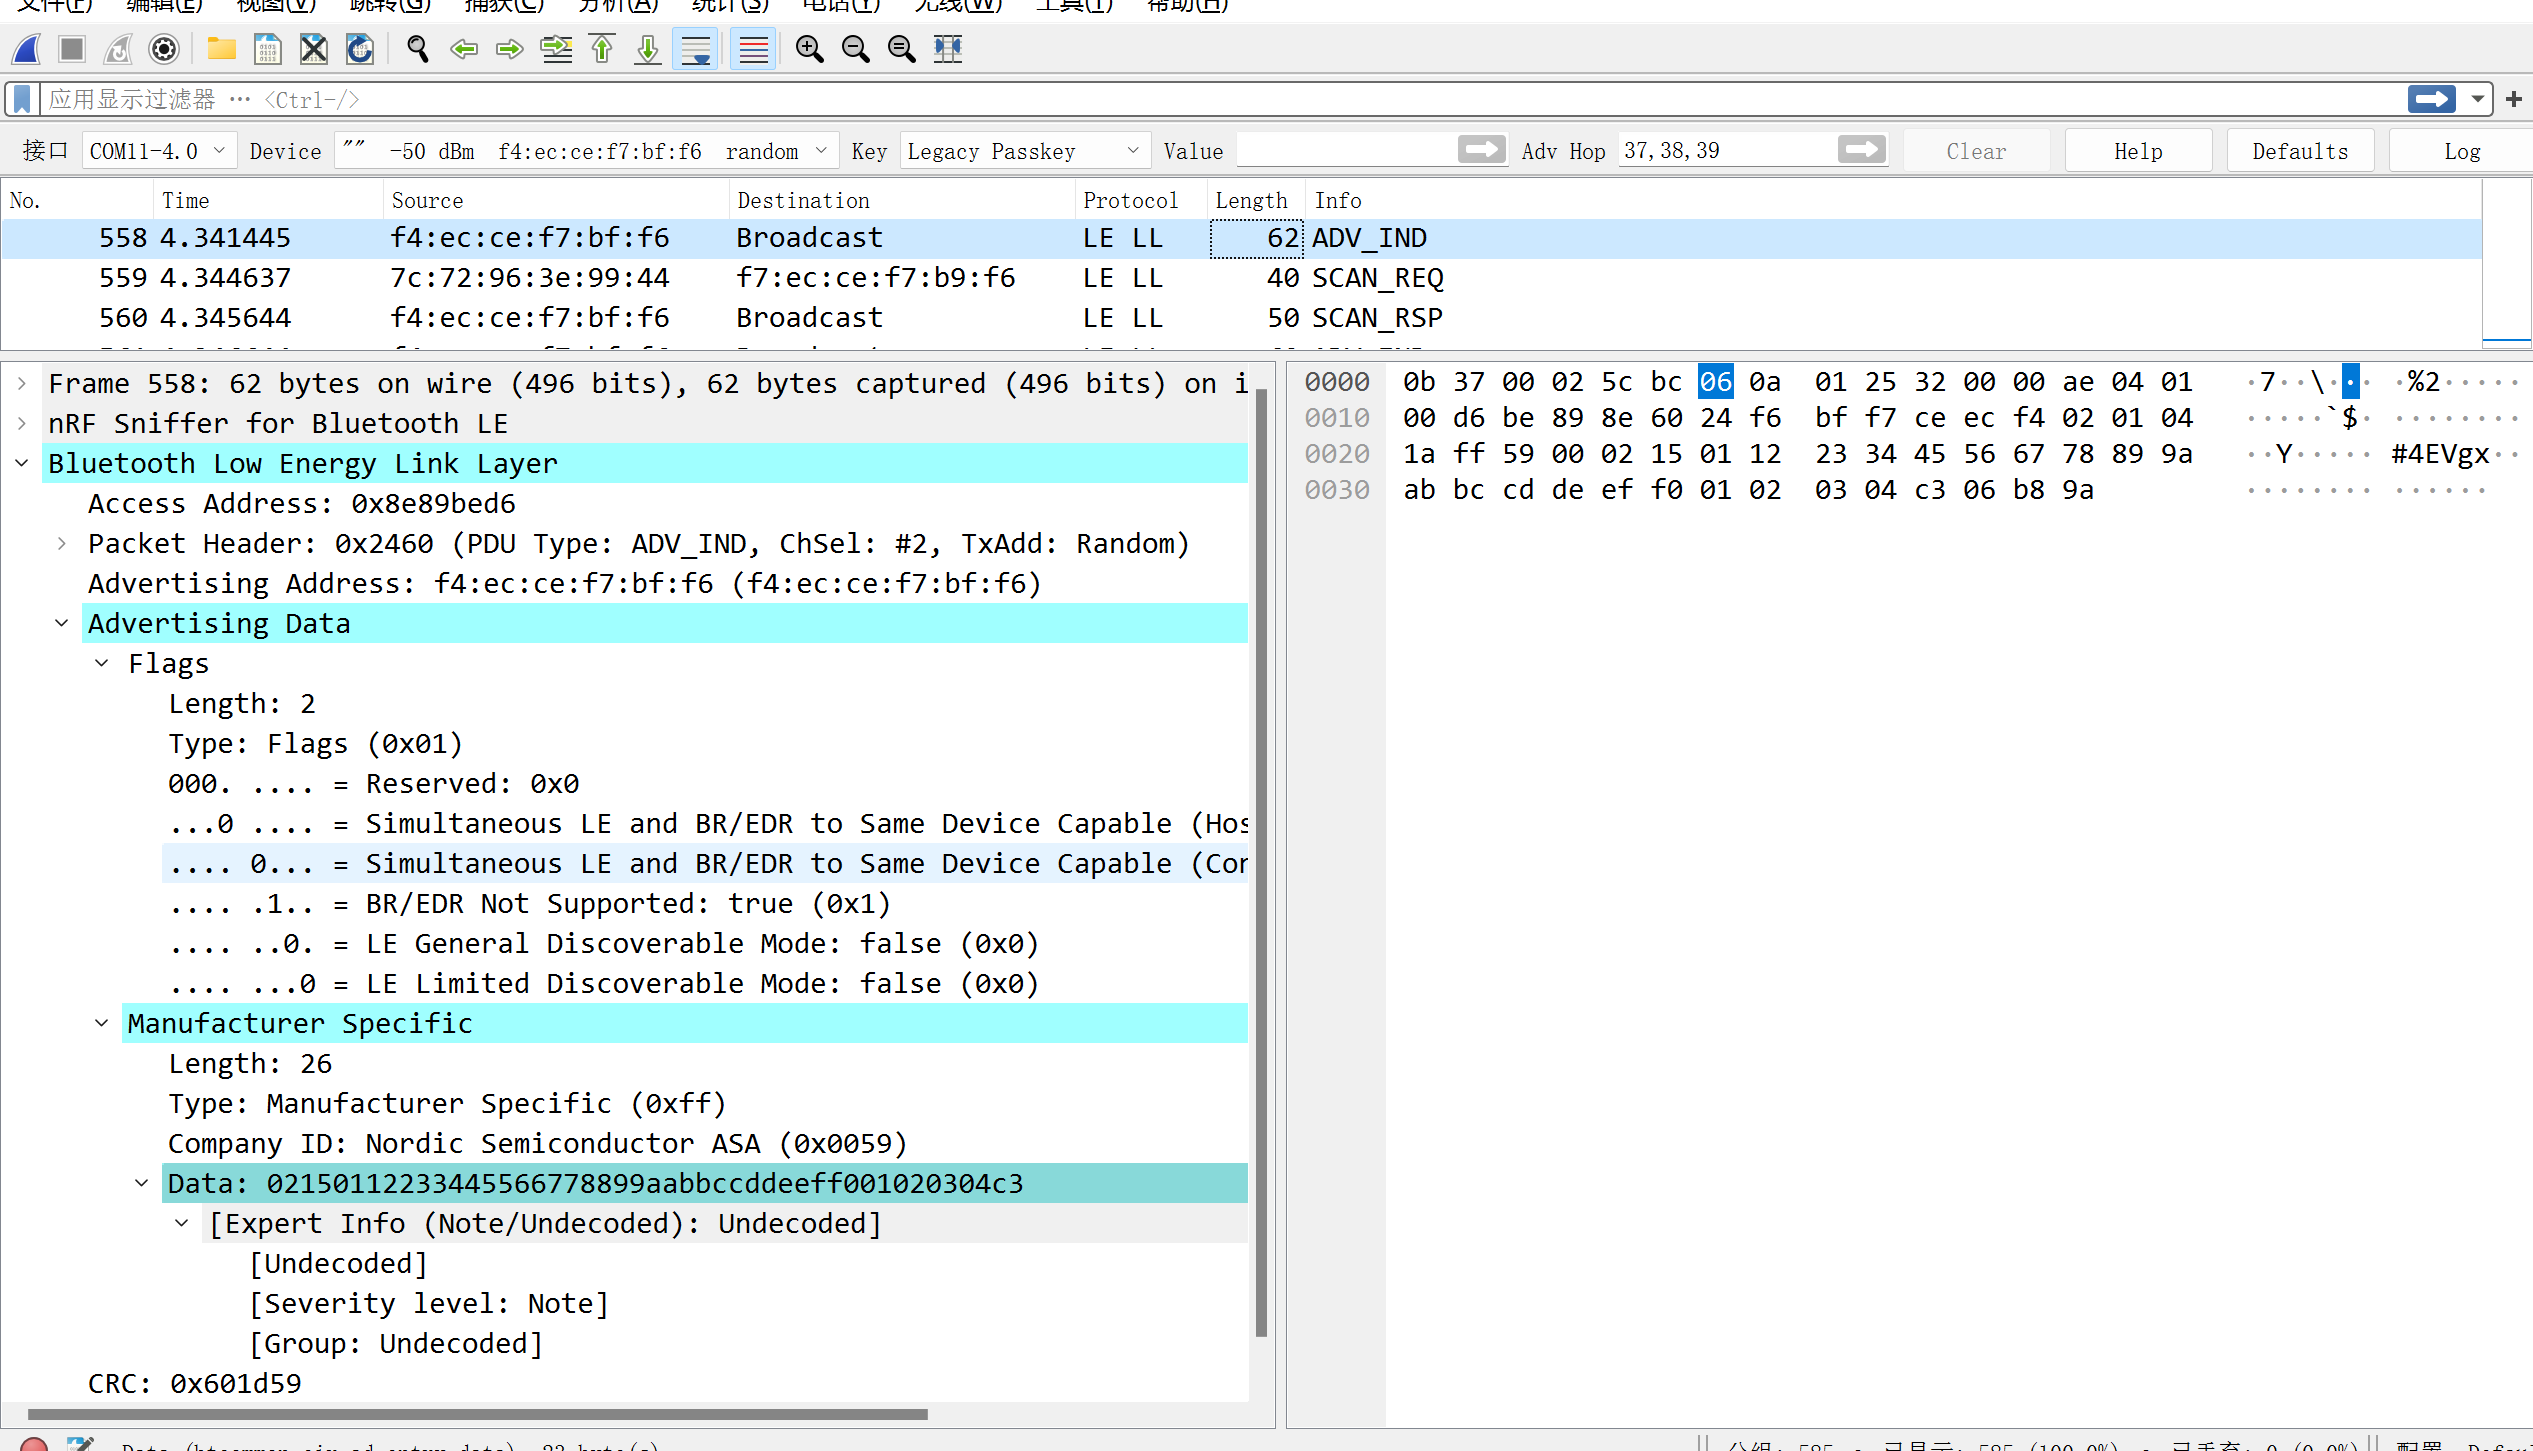 文件(F) 编辑(E) 视图(V) 跳转(G) 捕获(C) 分析(A) 统计(S) 电话(Y) 无线(W) 工具(T) 帮助(H)
应用显示过滤器 … <Ctrl-/>
接口 COM11-4.0 Device "" -50 dBm f4:ec:ce:f7:bf:f6 random Key Legacy Passkey Value Adv Hop 37,38,39 Clear Help Defaults Log
No. Time Source Destination Protocol Length Info
558 4.341445 f4:ec:ce:f7:bf:f6 Broadcast LE LL 62 ADV_IND
559 4.344637 7c:72:96:3e:99:44 f7:ec:ce:f7:b9:f6 LE LL 40 SCAN_REQ
560 4.345644 f4:ec:ce:f7:bf:f6 Broadcast LE LL 50 SCAN_RSP
Frame 558: 62 bytes on wire (496 bits), 62 bytes captured (496 bits) on i
nRF Sniffer for Bluetooth LE
Bluetooth Low Energy Link Layer
Access Address: 0x8e89bed6
Packet Header: 0x2460 (PDU Type: ADV_IND, ChSel: #2, TxAdd: Random)
Advertising Address: f4:ec:ce:f7:bf:f6 (f4:ec:ce:f7:bf:f6)
Advertising Data
Flags
Length: 2
Type: Flags (0x01)
000. .... = Reserved: 0x0
...0 .... = Simultaneous LE and BR/EDR to Same Device Capable (Hos
.... 0... = Simultaneous LE and BR/EDR to Same Device Capable (Con
.... .1.. = BR/EDR Not Supported: true (0x1)
.... ..0. = LE General Discoverable Mode: false (0x0)
.... ...0 = LE Limited Discoverable Mode: false (0x0)
Manufacturer Specific
Length: 26
Type: Manufacturer Specific (0xff)
Company ID: Nordic Semiconductor ASA (0x0059)
Data: 0215011223344556677889​9aabbccddeeff001020304c3
[Expert Info (Note/Undecoded): Undecoded]
[Undecoded]
[Severity level: Note]
[Group: Undecoded]
CRC: 0x601d59
0000 0b 37 00 02 5c bc 06 0a 01 25 32 00 00 ae 04 01 ·7··\··· ·%2·····
0010 00 d6 be 89 8e 60 24 f6 bf f7 ce ec f4 02 01 04 ·····`$· ········
0020 1a ff 59 00 02 15 01 12 23 34 45 56 67 78 89 9a ··Y····· #4EVgx··
0030 ab bc cd de ef f0 01 02 03 04 c3 06 b8 9a ········ ······